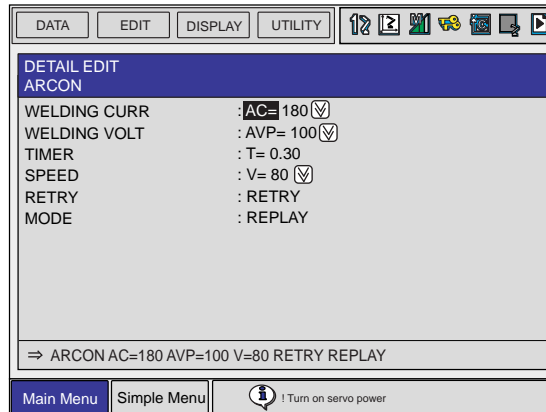 DATA EDIT DISPLAY UTILITY
DETAIL EDIT
ARCON
WELDING CURR : AC= 180
WELDING VOLT : AVP= 100
TIMER : T= 0.30
SPEED : V= 80
RETRY : RETRY
MODE : REPLAY
⇒ ARCON AC=180 AVP=100 V=80 RETRY REPLAY
Main Menu Simple Menu ! Turn on servo power